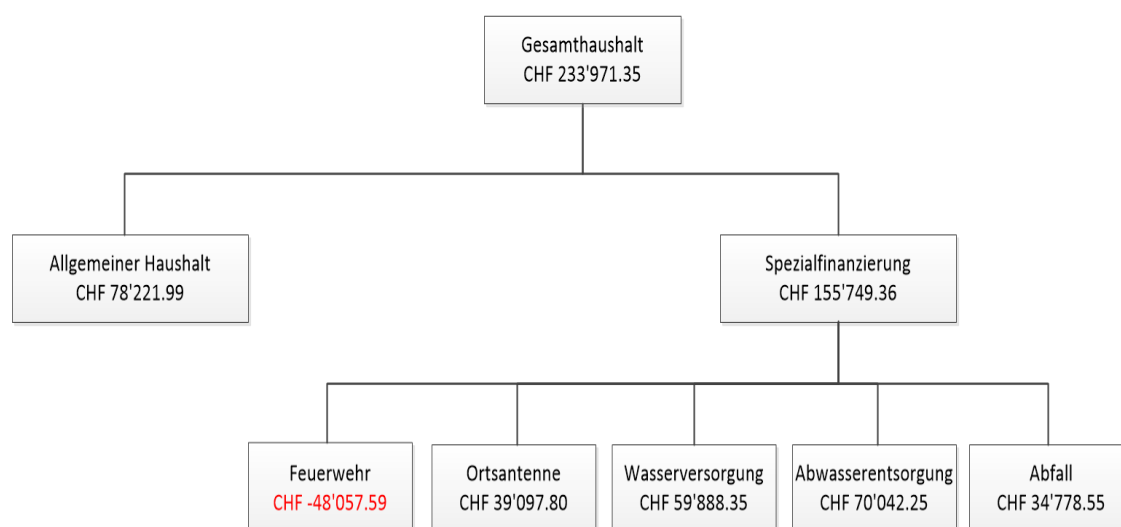 Gesamthaushalt
CHF 233'971.35
Allgemeiner Haushalt
CHF 78'221.99
Spezialfinanzierung
CHF 155'749.36
Feuerwehr
CHF -48'057.59
Ortsantenne
CHF 39'097.80
Wasserversorgung
CHF 59'888.35
Abwasserentsorgung
CHF 70'042.25
Abfall
CHF 34'778.55